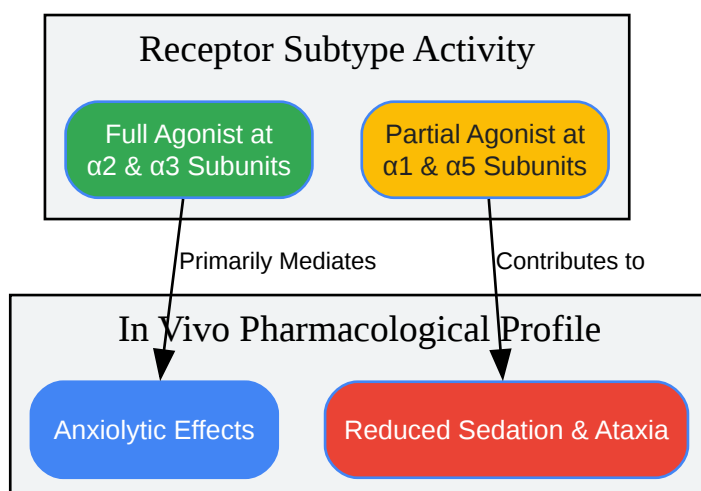 Receptor Subtype Activity
Full Agonist at
α2 & α3 Subunits
Partial Agonist at
α1 & α5 Subunits
Primarily Mediates
Contributes to
In Vivo Pharmacological Profile
Anxiolytic Effects
Reduced Sedation & Ataxia